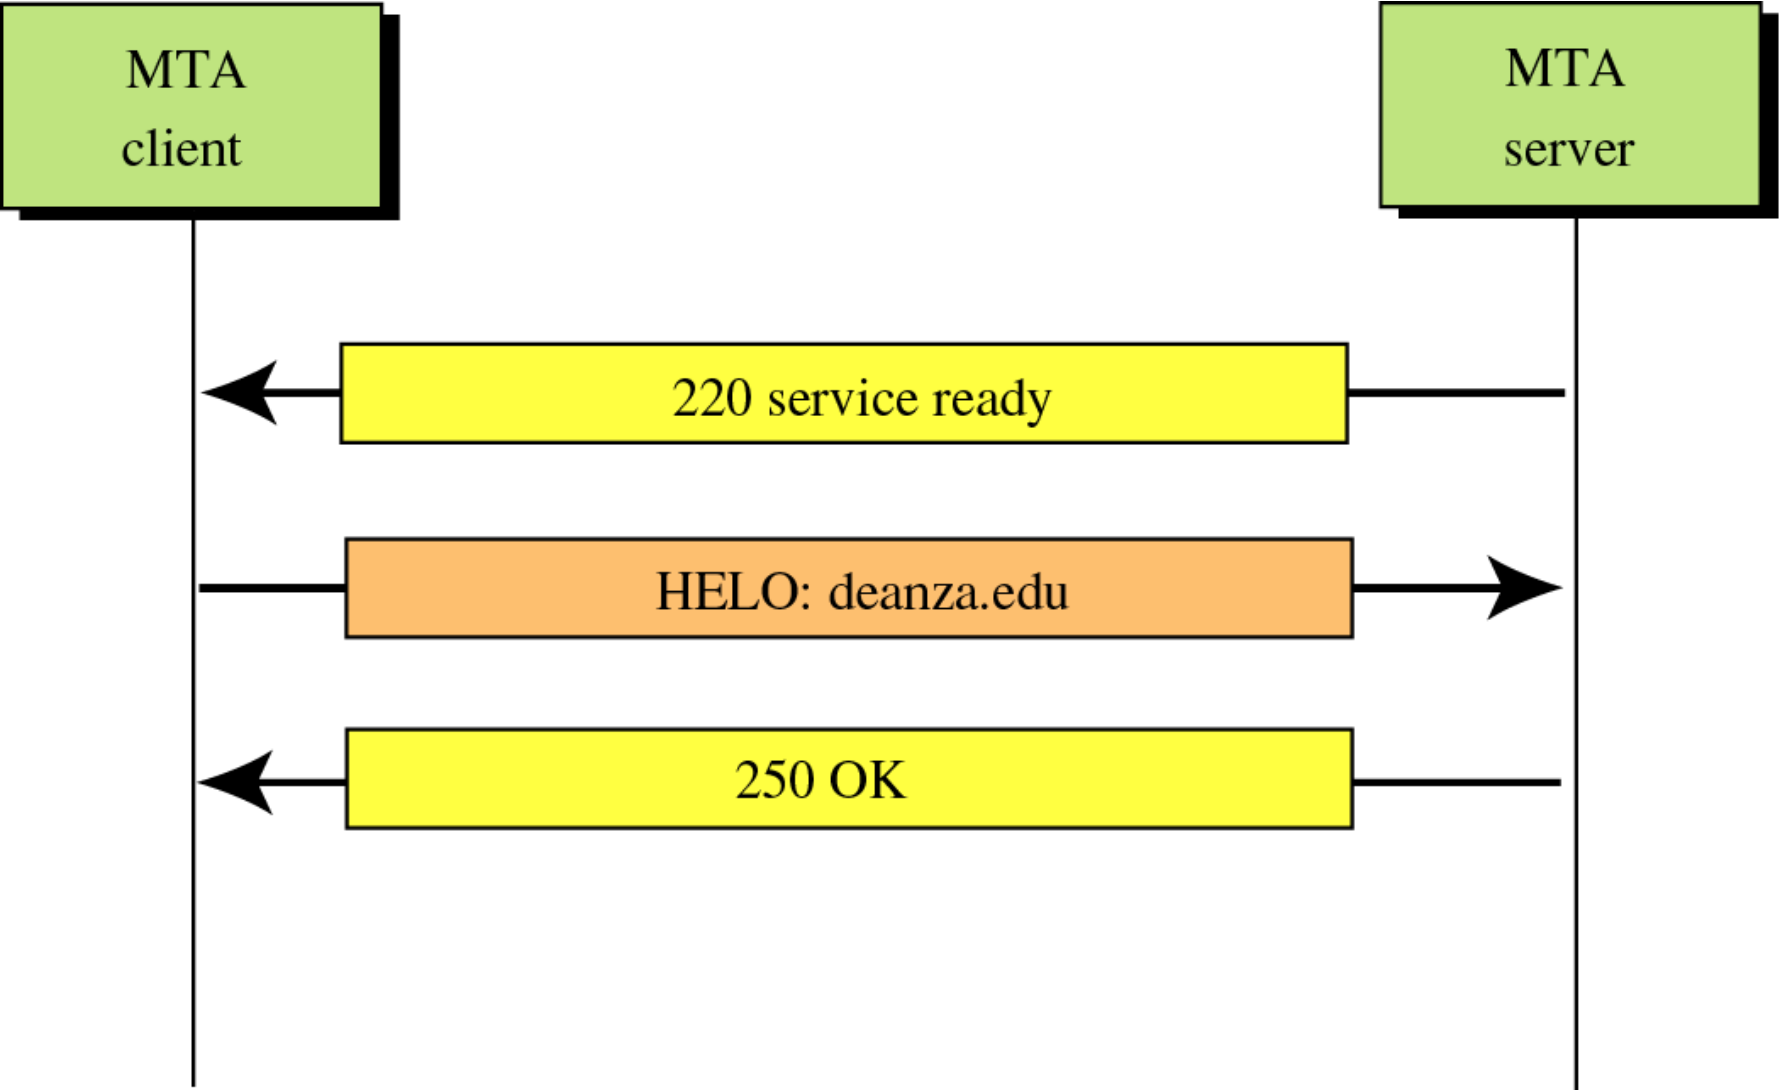 MTA
client
MTA
server
220 service ready
HELO: deanza.edu
250 OK